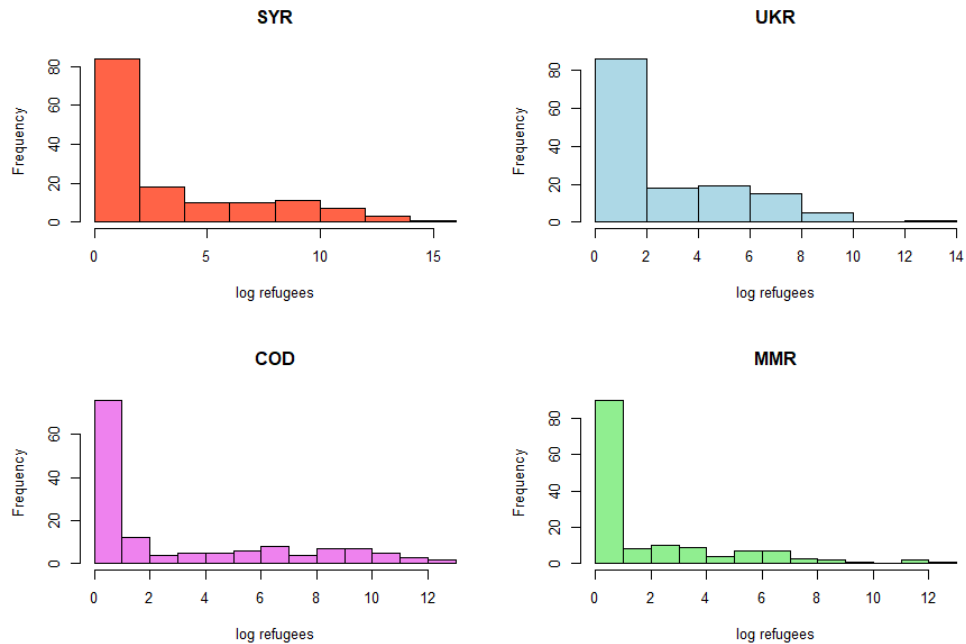 SYR
Frequency
0 20 40 60 80
0 5 10 15
log refugees
UKR
Frequency
0 20 40 60 80
0 2 4 6 8 10 12 14
log refugees
COD
Frequency
0 20 40 60
0 2 4 6 8 10 12
log refugees
MMR
Frequency
0 20 40 60 80
0 2 4 6 8 10 12
log refugees